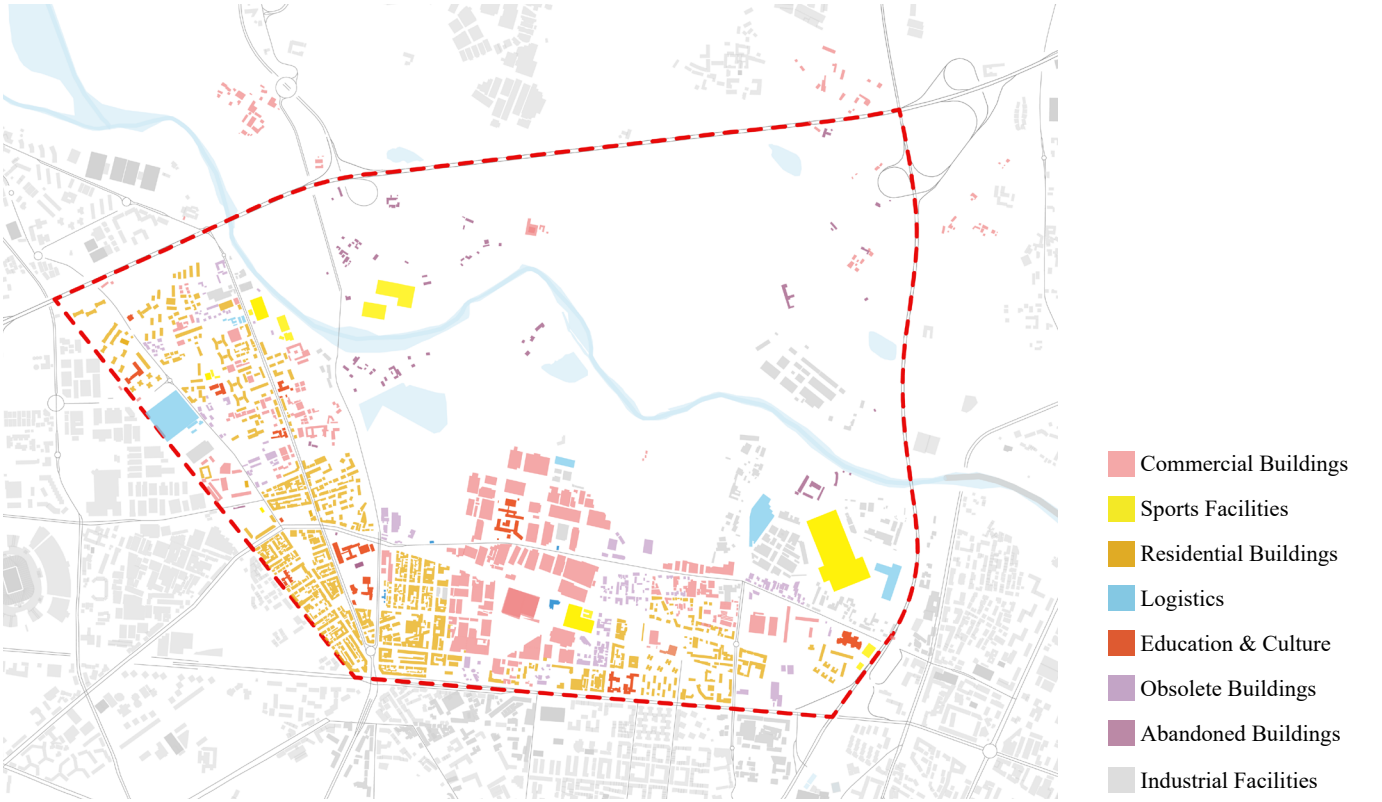 Commercial Buildings
Sports Facilities
Residential Buildings
Logistics
Education & Culture
Obsolete Buildings
Abandoned Buildings
Industrial Facilities